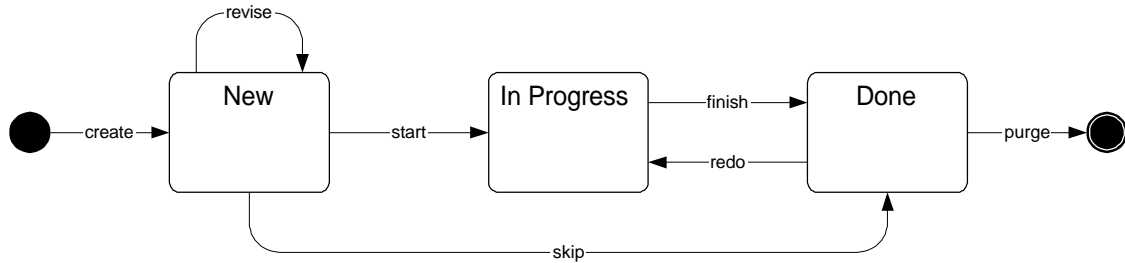 revise
New
In Progress
Done
create
start
finish
redo
purge
skip